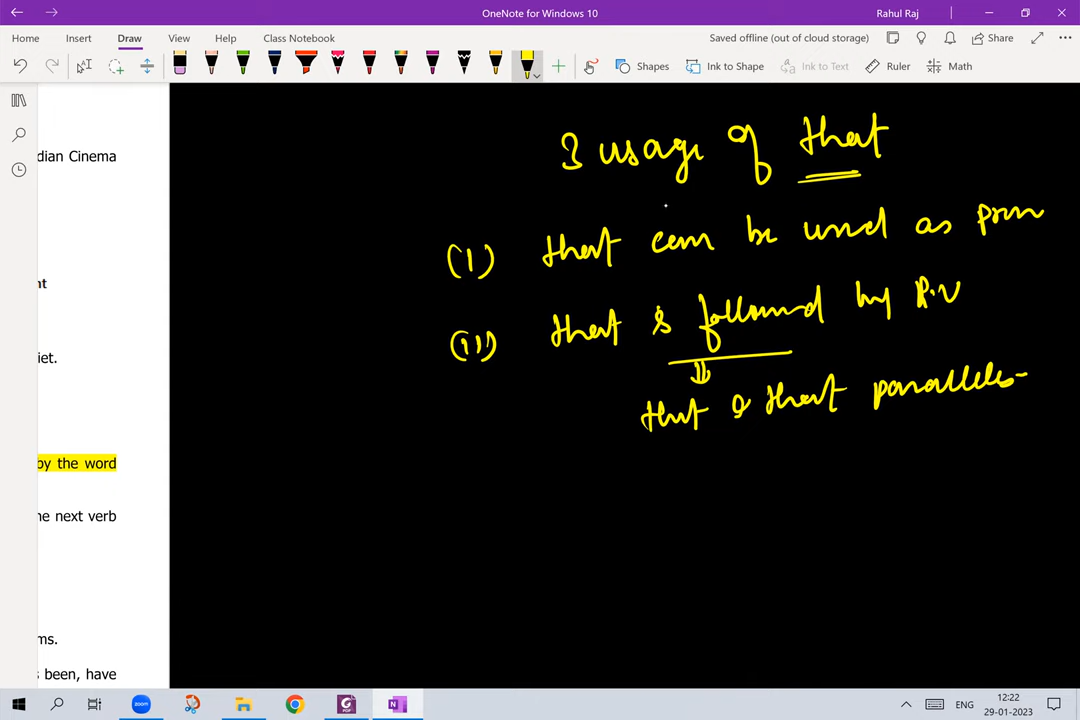 OneNote for Windows 10
Rahul Raj
Home Insert Draw View Help Class Notebook
Saved offline (out of cloud storage) Share
Shapes Ink to Shape Ink to Text Ruler Math
dian Cinema
nt
iet.
by the word
he next verb
ms.
s been, have
3 usage of that
(I) that can be used as pron
(II) that is followed by R.V
that & that paralleles-
ENG
12:22
29-01-2023